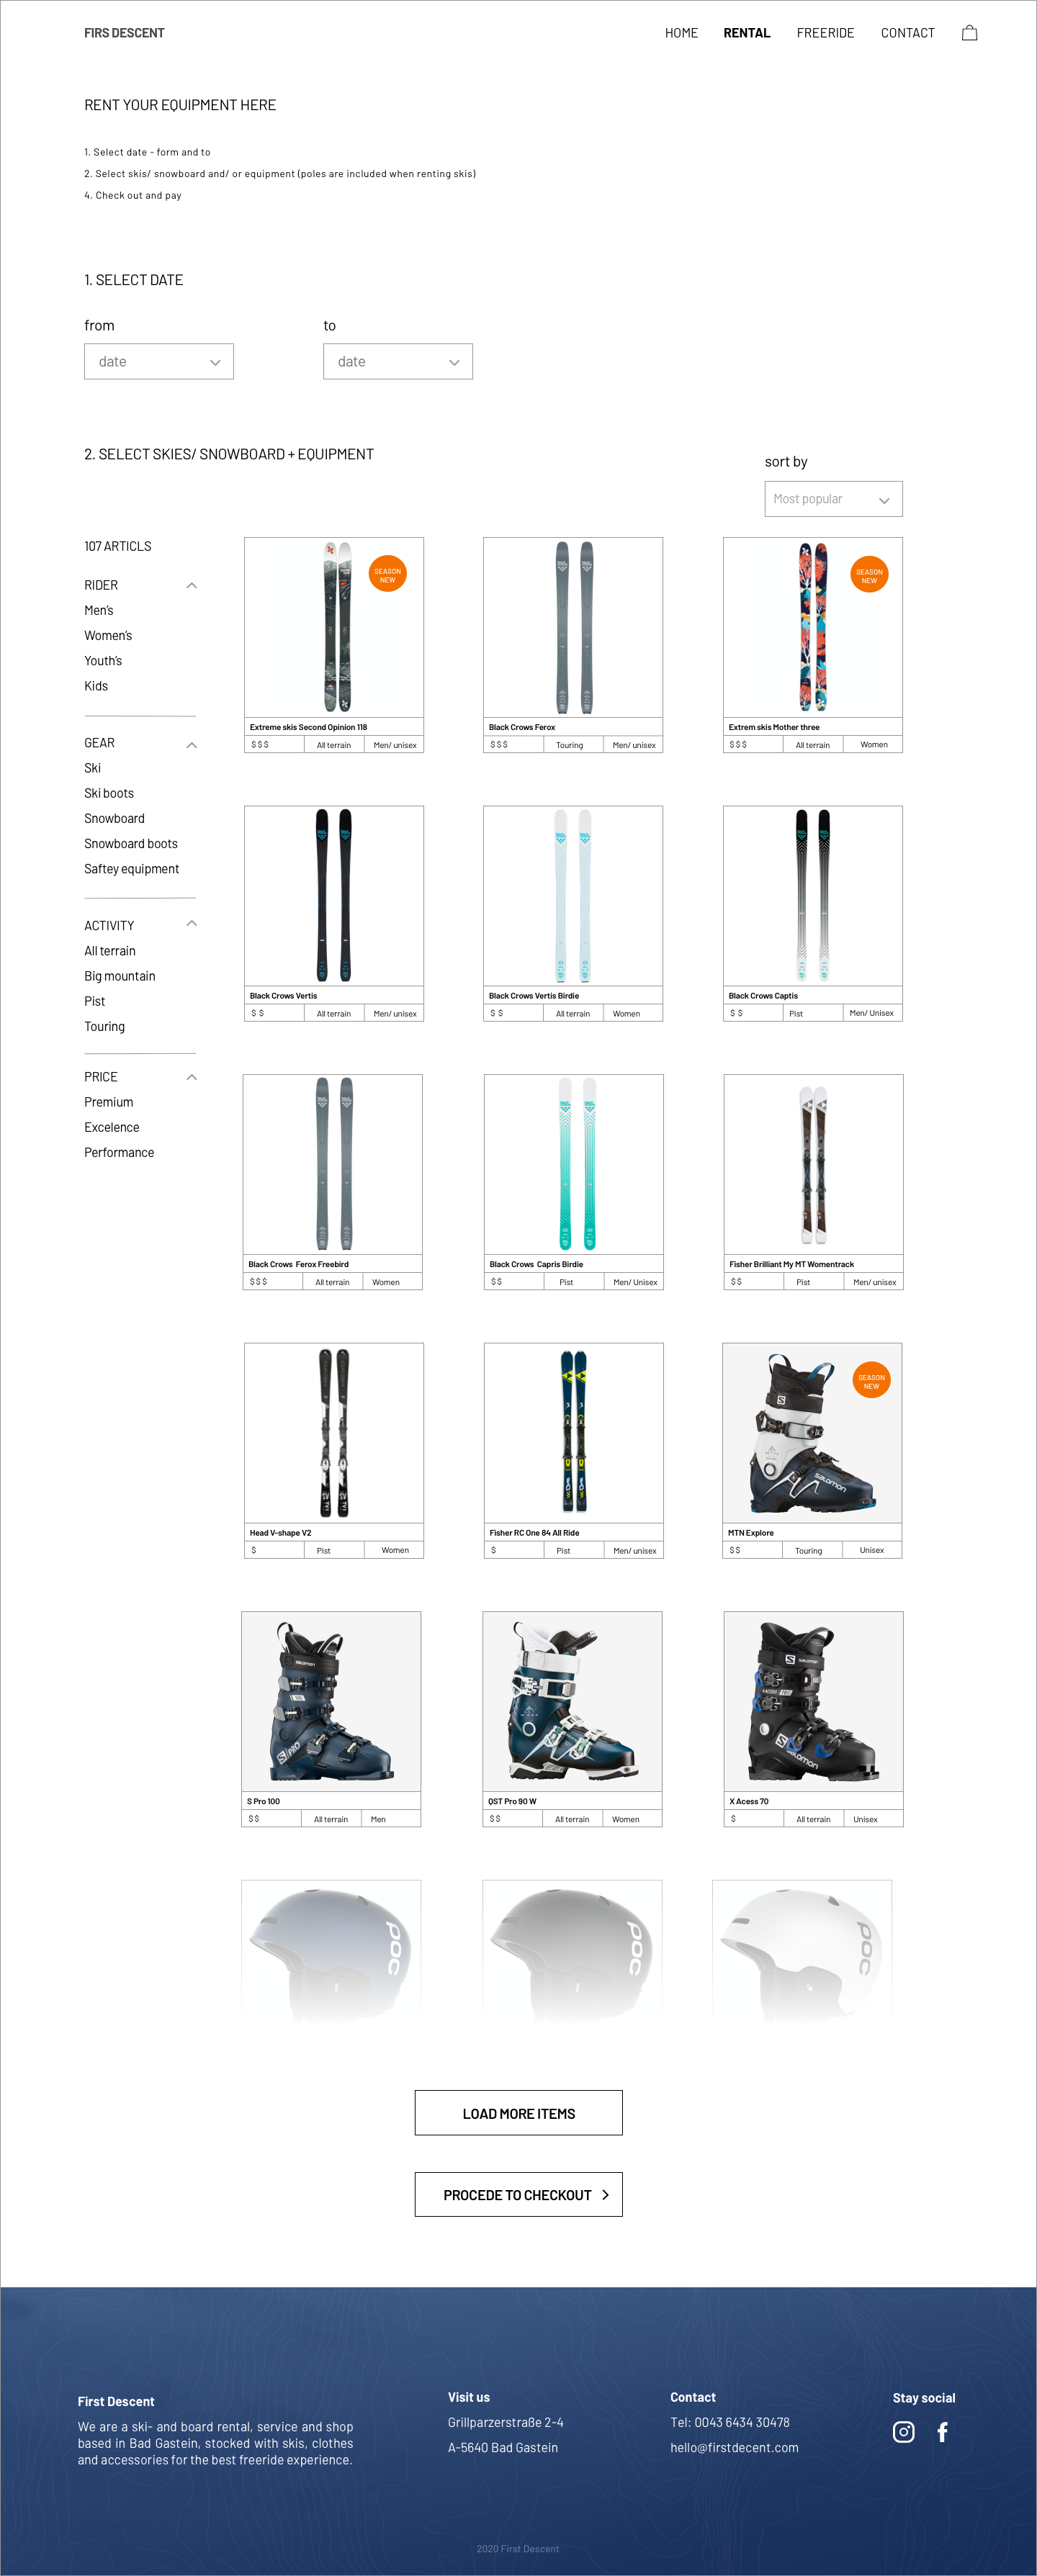 FIRS DESCENT
HOME RENTAL FREERIDE CONTACT
RENT YOUR EQUIPMENT HERE
1. Select date - form and to
2. Select skis/ snowboard and/ or equipment (poles are included when renting skis)
4. Check out and pay
1. SELECT DATE
from to
date date
2. SELECT SKIES/ SNOWBOARD + EQUIPMENT
sort by
Most popular
107 ARTICLS
RIDER
Men's
Women's
Youth's
Kids
GEAR
Ski
Ski boots
Snowboard
Snowboard boots
Saftey equipment
ACTIVITY
All terrain
Big mountain
Pist
Touring
PRICE
Premium
Excelence
Performance
SEASON
NEW
Extreme skis Second Opinion 118
$$$ All terrain Men/ unisex
Black Crows Ferox
$$$ Touring Men/ unisex
SEASON
NEW
Extrem skis Mother three
$$$ All terrain Women
Black Crows Vertis
$ $ All terrain Men/ unisex
Black Crows Vertis Birdie
$ $ All terrain Women
Black Crows Captis
$ $ Pist Men/ Unisex
Black Crows Ferox Freebird
$$$ All terrain Women
Black Crows Capris Birdie
$$ Pist Men/ Unisex
Fisher Brilliant My MT Womentrack
$$ Pist Men/ unisex
Head V-shape V2
$ Pist Women
Fisher RC One 84 All Ride
$ Pist Men/ unisex
SEASON
NEW
S
salomon
MTN Explore
$$ Touring Unisex
salomon
100
S/PRO
S Pro 100
$$ All terrain Men
QST Pro 90 W
$$ All terrain Women
S salomon
salomon
X Acess 70
$ All terrain Unisex
POC
POC
POC
LOAD MORE ITEMS
PROCEDE TO CHECKOUT
First Descent
We are a ski- and board rental, service and shop
based in Bad Gastein, stocked with skis, clothes
and accessories for the best freeride experience.
Visit us
Grillparzerstraße 2-4
A-5640 Bad Gastein
Contact
Tel: 0043 6434 30478
hello@firstdecent.com
Stay social
2020 First Descent